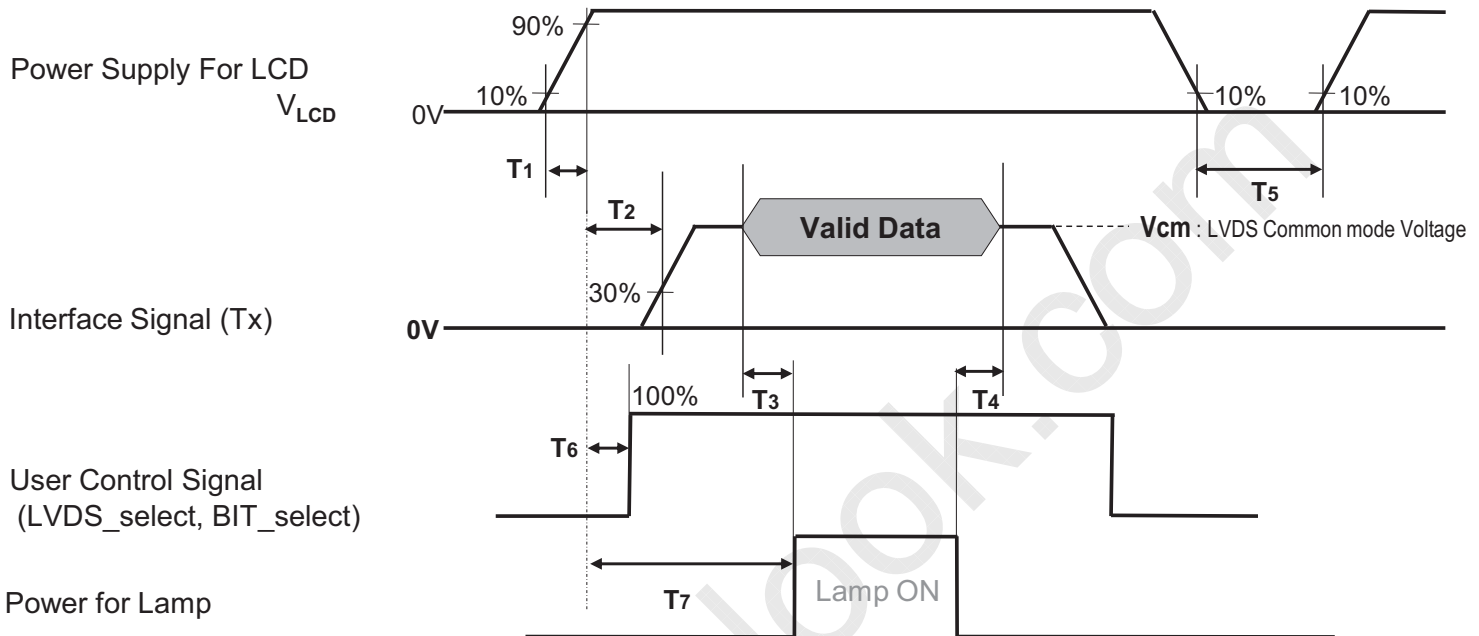 90%
Power Supply For LCD
VLCD
10%
10%
10%
0V
T1
T5
T2
Valid Data
Vcm : LVDS Common mode Voltage
30%
Interface Signal (Tx)
0V
100%
T3
T4
T6
User Control Signal
(LVDS_select, BIT_select)
Lamp ON
Power for Lamp
T7
look.com